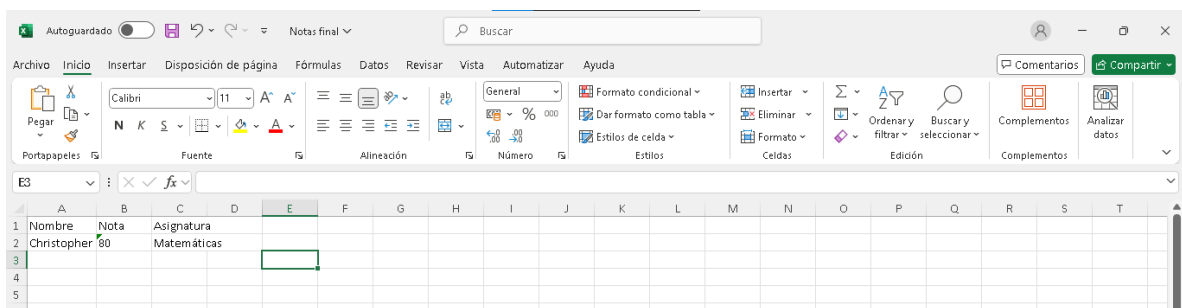 Autoguardado Notas final Buscar
Archivo Inicio Insertar Disposición de página Fórmulas Datos Revisar Vista Automatizar Ayuda Comentarios Compartir
Pegar Calibri 11 A A General Formato condicional Insertar Ordenar y Buscar y Complementos Analizar
N K S A ab % 000 Dar formato como tabla Eliminar filtrar seleccionar datos
Estilos de celda Formato
Portapapeles Fuente Alineación Número Estilos Celdas Edición Complementos
E3 fx
A B C D E F G H I J K L M N O P Q R S T
1 Nombre Nota Asignatura
2 Christopher 80 Matemáticas
3
4
5